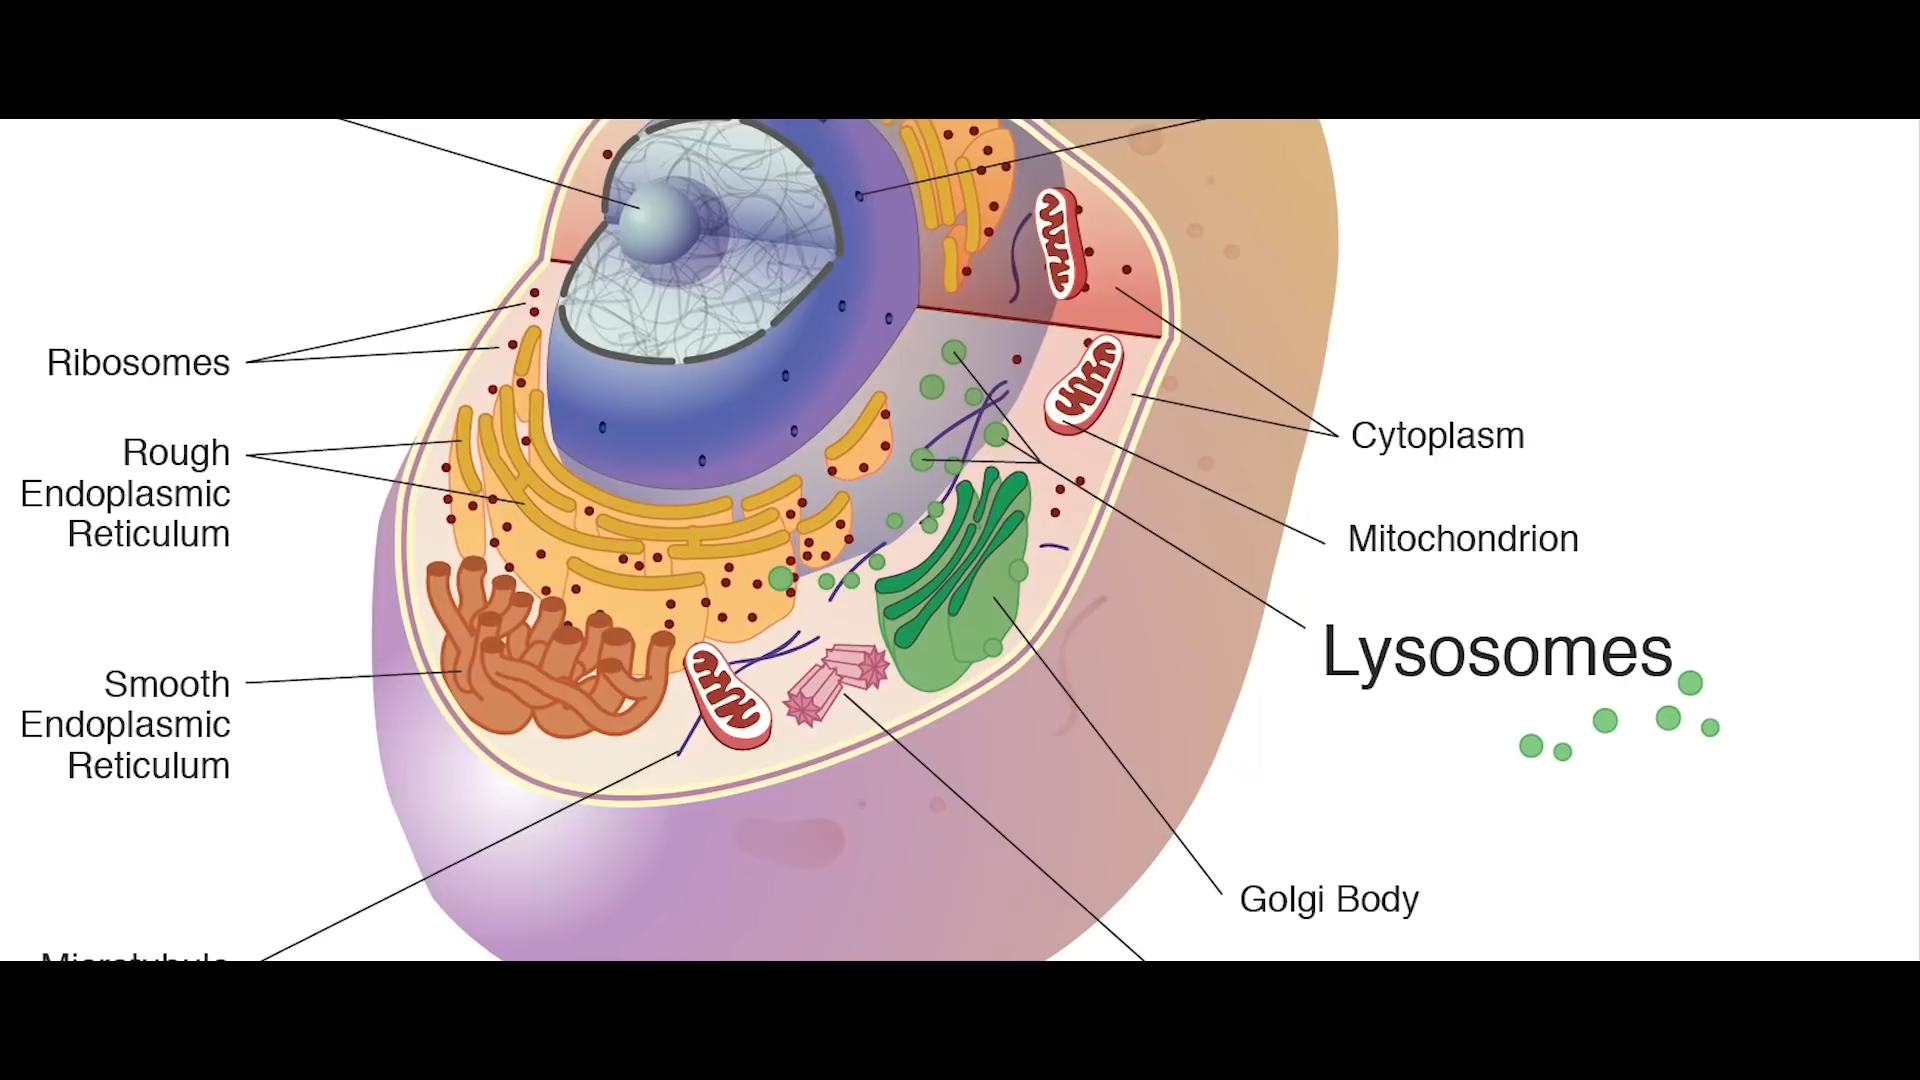 Ribosomes
Rough
Endoplasmic
Reticulum
Smooth
Endoplasmic
Reticulum
Cytoplasm
Mitochondrion
Lysosomes
Golgi Body